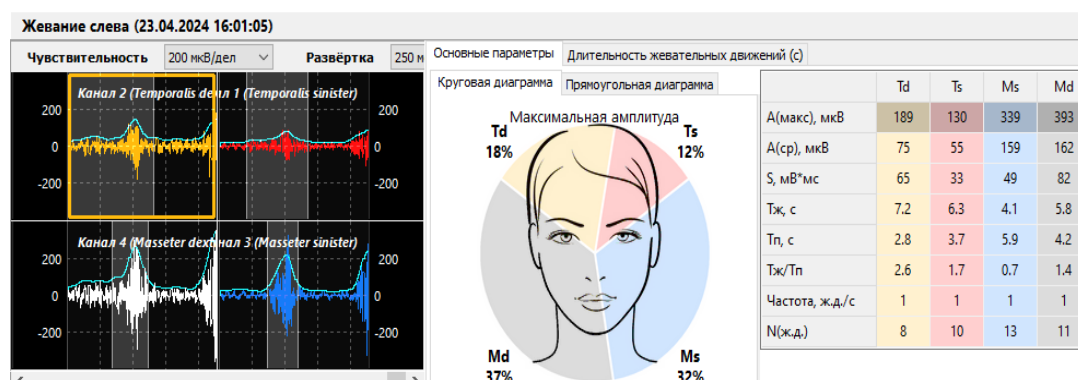 Жевание слева (23.04.2024 16:01:05)
Чувствительность 200 мкВ/дел Развёртка 250 м
Основные параметры Длительность жевательных движений (с)
Круговая диаграмма Прямоугольная диаграмма
Канал 2 (Temporalis de нал 1 (Temporalis sinister)
200 200
0 0
-200 -200
Канал 4 (Masseter dext нал 3 (Masseter sinister)
200 200
0 0
-200 -200
Максимальная амплитуда
Td Ts
18% 12%
Md Ms
37% 32%
Td Ts Ms Md
A(макс), мкВ 189 130 339 393
A(ср), мкВ 75 55 159 162
S, мВ*мс 65 33 49 82
Тж, с 7.2 6.3 4.1 5.8
Тп, с 2.8 3.7 5.9 4.2
Тж/Тп 2.6 1.7 0.7 1.4
Частота, ж.д./с 1 1 1 1
N(ж.д.) 8 10 13 11